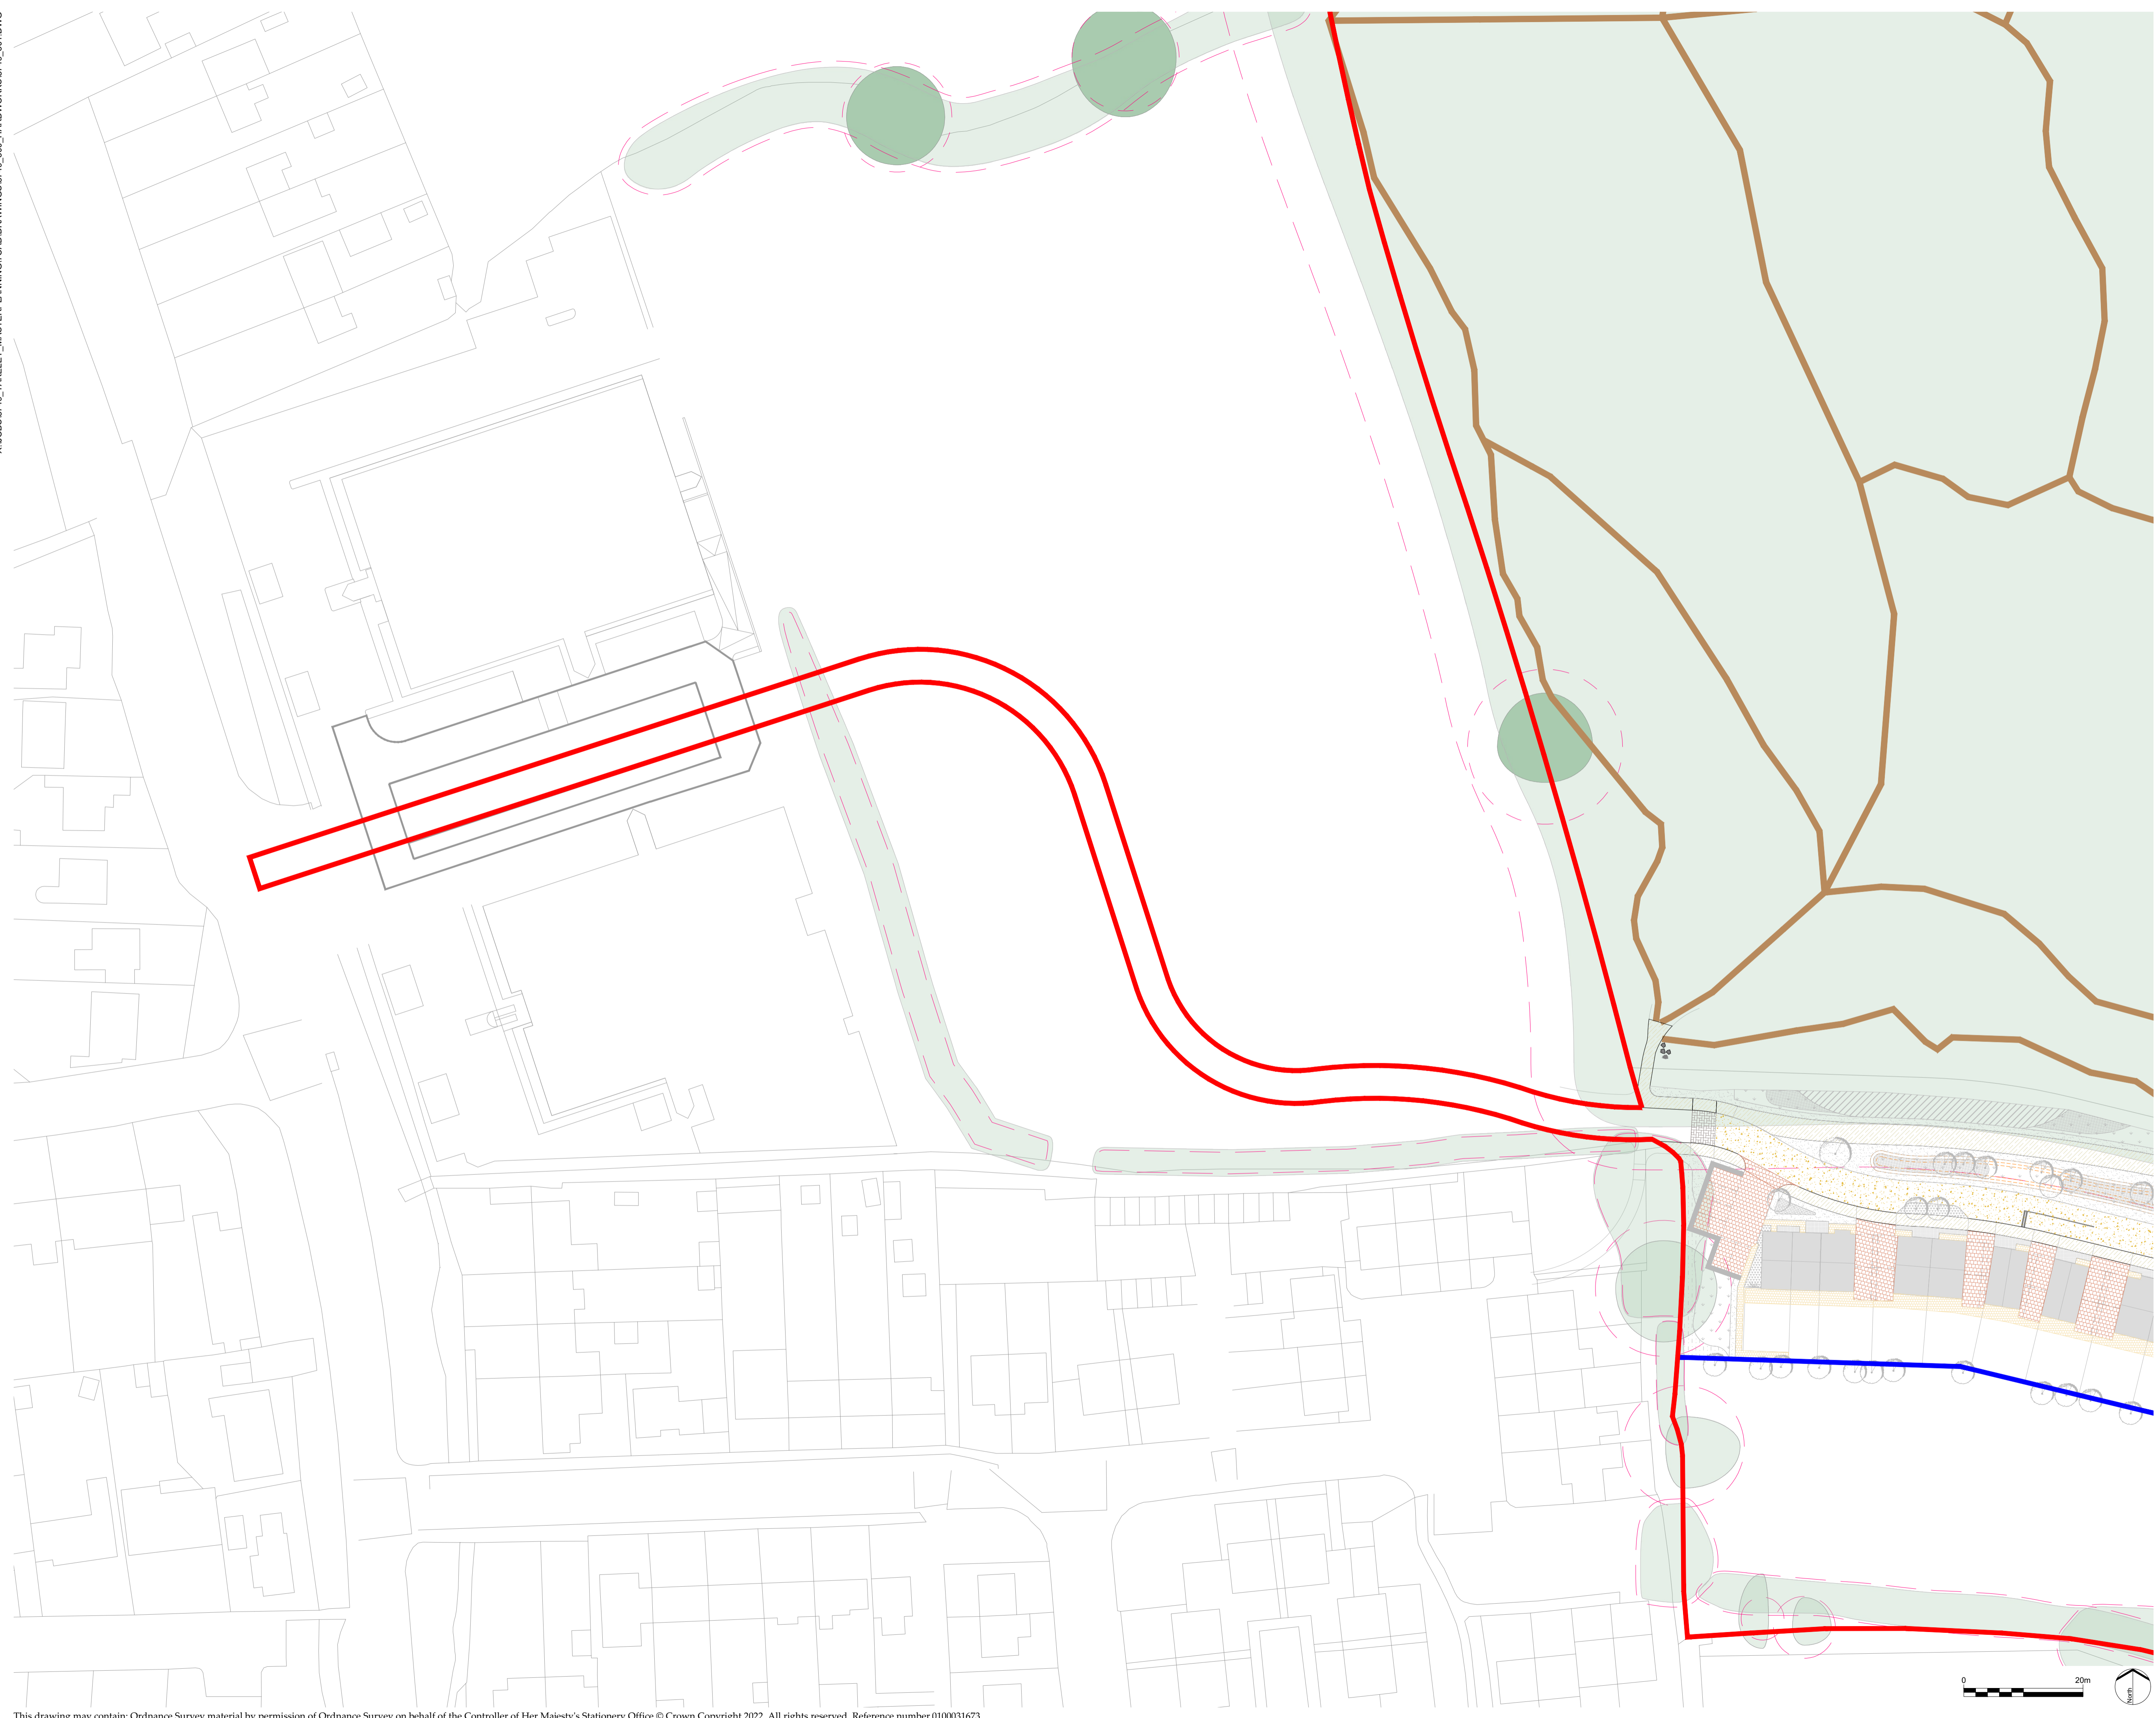 0 20m
North
This drawing may contain: Ordnance Survey material by permission of Ordnance Survey on behalf of the Controller of Her Majesty's Stationery Office © Crown Copyright 2022. All rights reserved. Reference number 0100031673